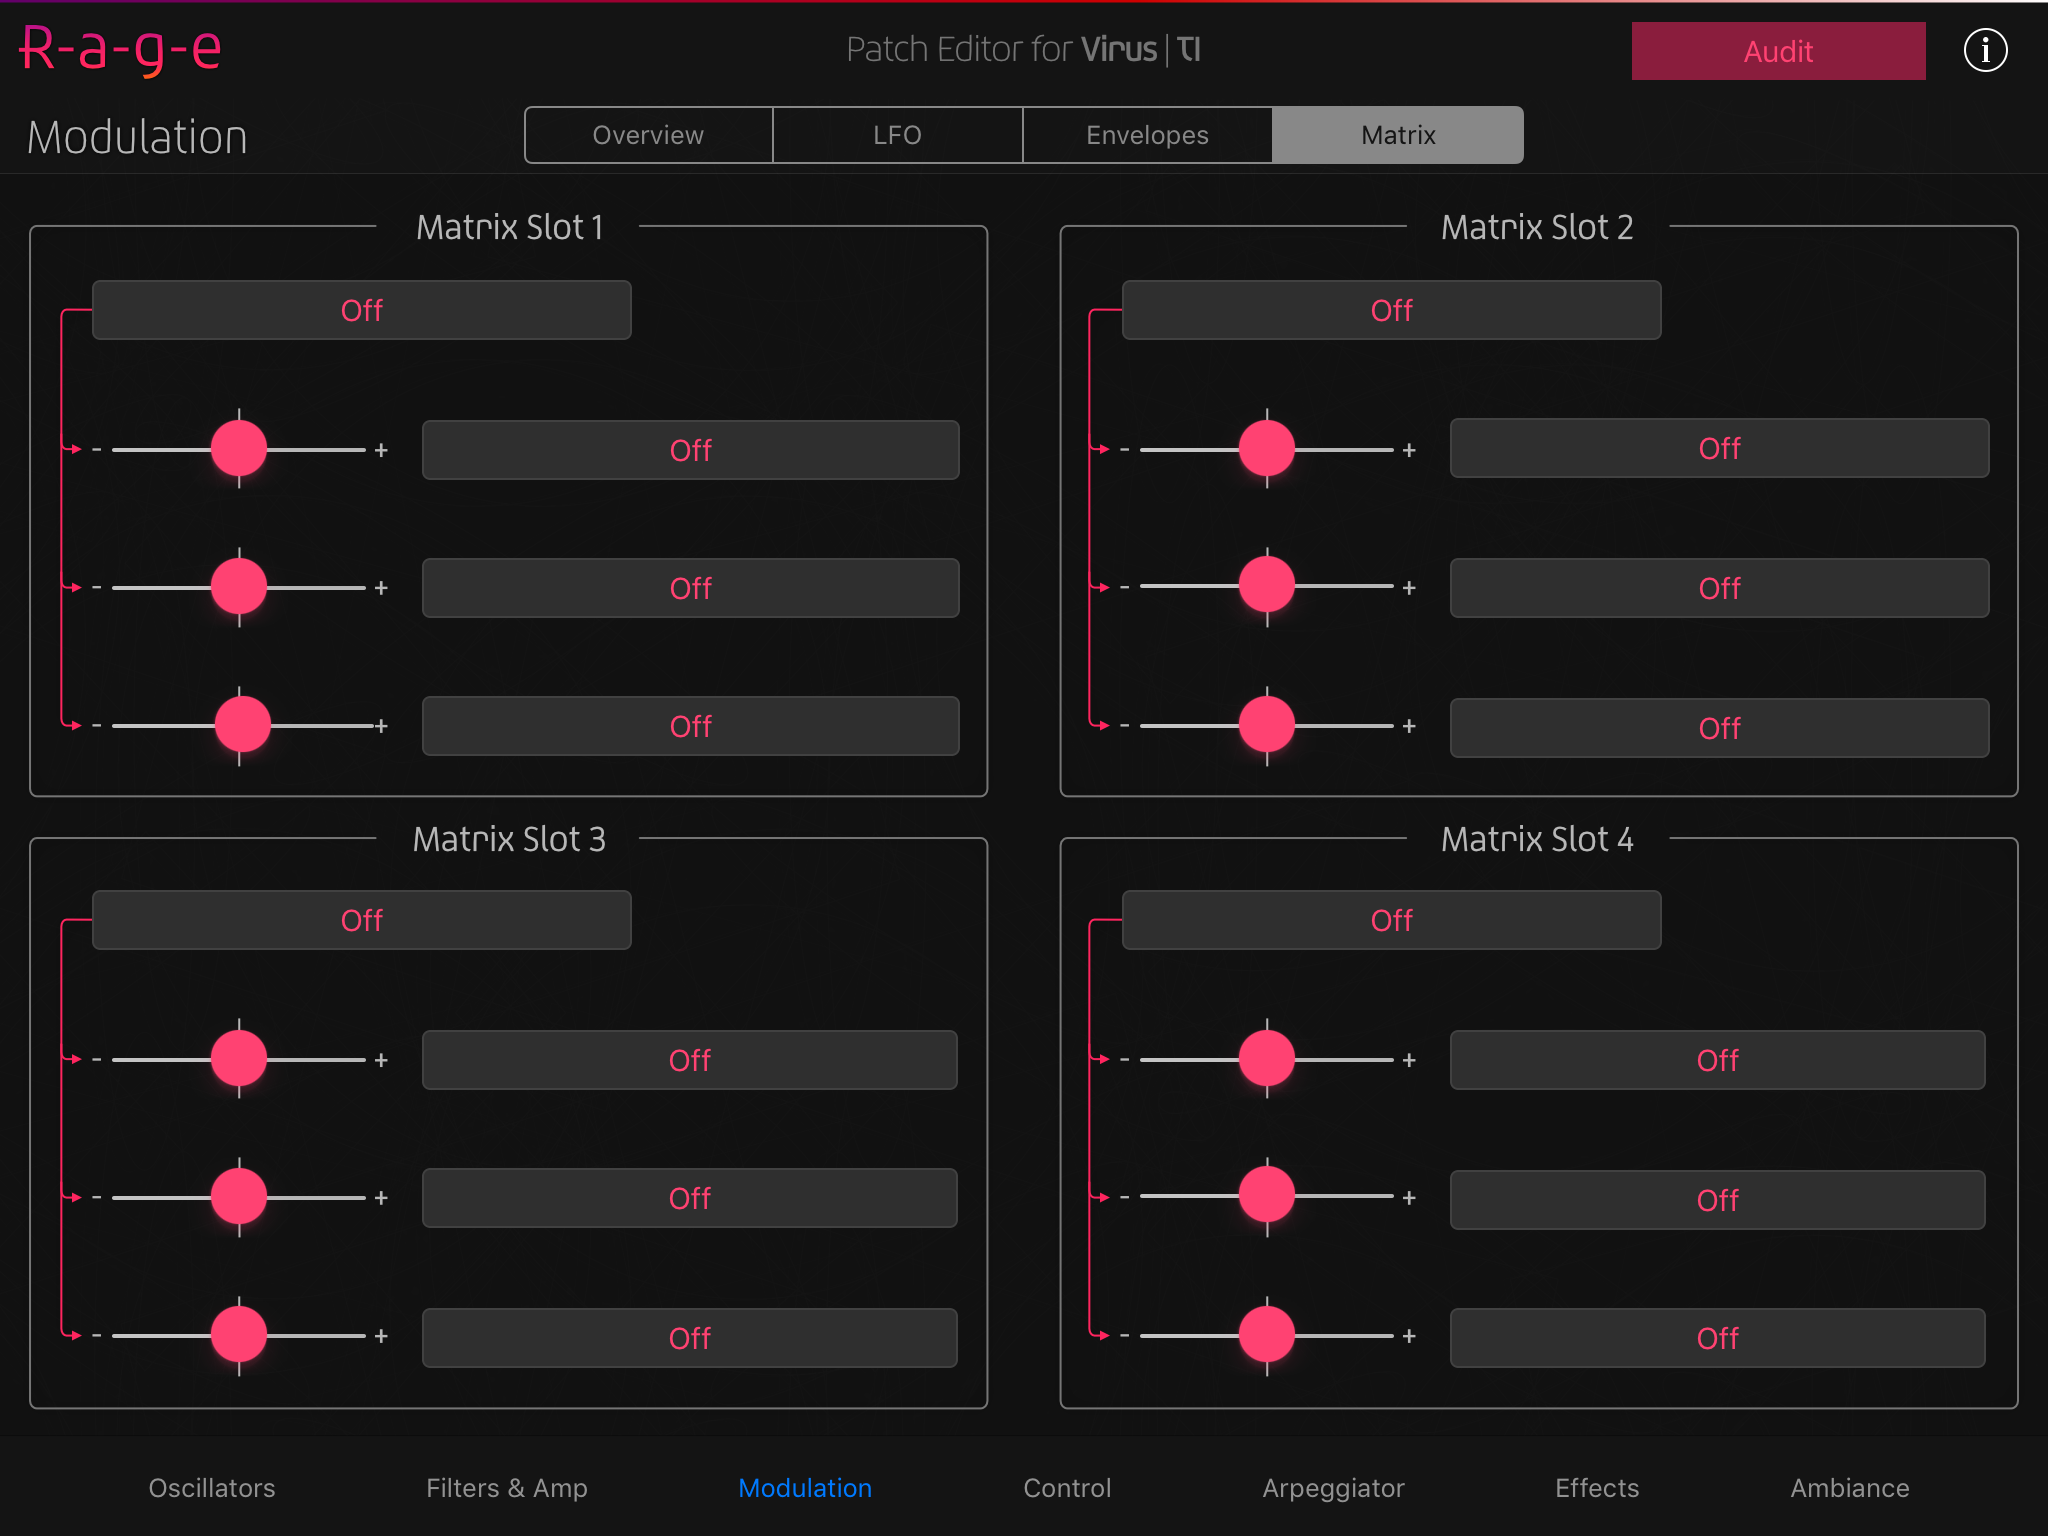 R-a-g-e
Patch Editor for Virus|TI
Audit
i
Modulation
Overview
LFO
Envelopes
Matrix
Matrix Slot 1
Off
- + Off
- + Off
- + Off
Matrix Slot 2
Off
- + Off
- + Off
- + Off
Matrix Slot 3
Off
- + Off
- + Off
- + Off
Matrix Slot 4
Off
- + Off
- + Off
- + Off
Oscillators
Filters & Amp
Modulation
Control
Arpeggiator
Effects
Ambiance